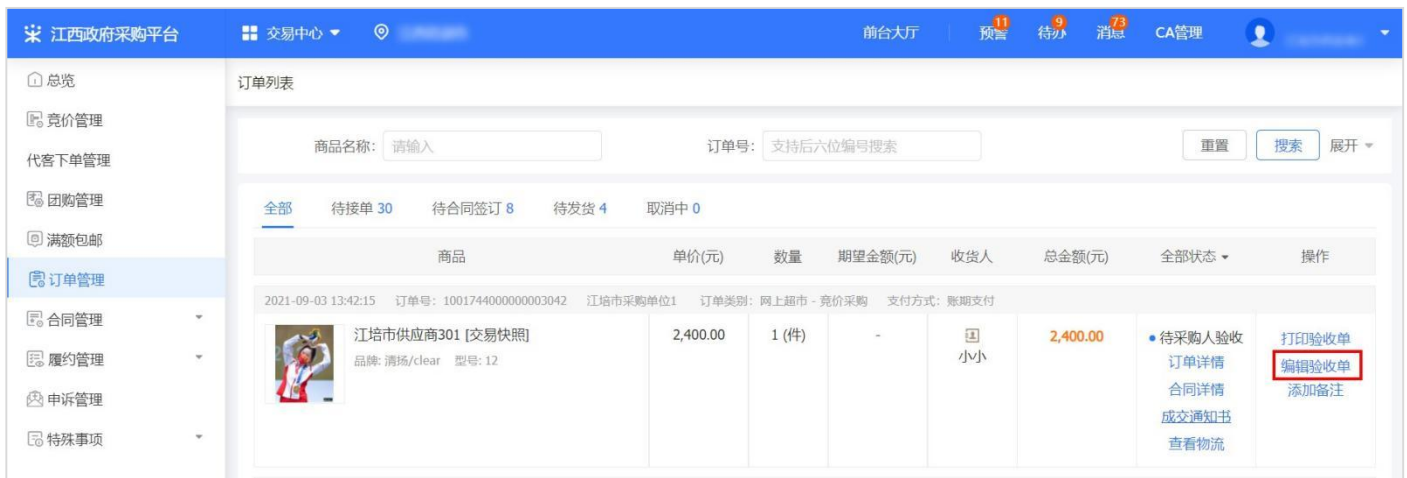 江西政府采购平台 交易中心 前台大厅 预警 11 待办 9 消息 73 CA管理
总览
竞价管理
代客下单管理
团购管理
满额包邮
订单管理
合同管理
履约管理
申诉管理
特殊事项
订单列表
商品名称: 请输入 订单号: 支持后六位编号搜索 重置 搜索 展开
全部 待接单 30 待合同签订 8 待发货 4 取消中 0
商品 单价(元) 数量 期望金额(元) 收货人 总金额(元) 全部状态 操作
2021-09-03 13:42:15 订单号: 1001744000000003042 江培市采购单位1 订单类别: 网上超市 - 竞价采购 支付方式: 账期支付
江培市供应商301 [交易快照] 2,400.00 1 (件) - 小小 2,400.00 待采购人验收 打印验收单
品牌: 清扬/clear 型号: 12 订单详情 编辑验收单
合同详情 添加备注
成交通知书
查看物流